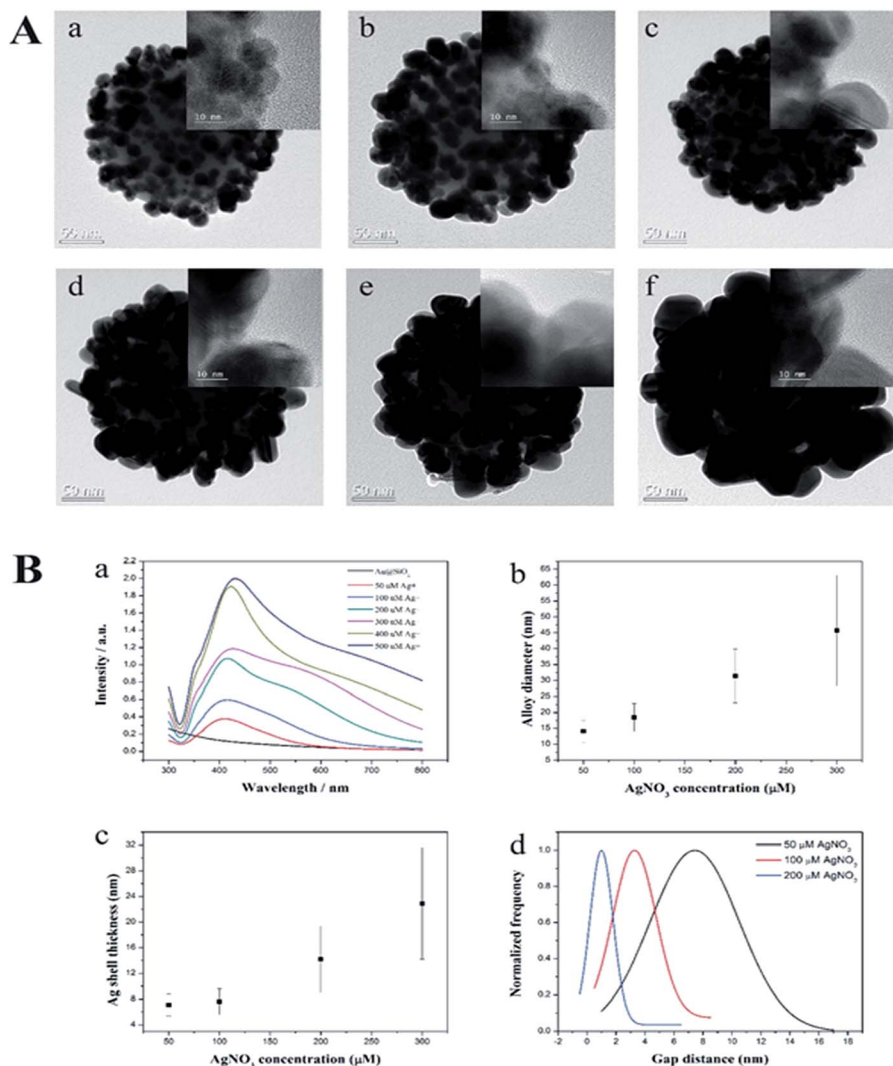 A
a
10 nm
50 nm
b
10 nm
50 nm
c
10 nm
50 nm
d
10 nm
50 nm
e
50 nm
f
10 nm
50 nm
B
a
2.2
2.0
1.8
1.6
1.4
1.2
1.0
0.8
0.6
0.4
0.2
0.0
Intensity / a.u.
Au@SiO₂
50 uM Ag+
100 uM Ag+
200 uM Ag+
300 uM Ag+
400 uM Ag+
500 uM Ag+
300 400 500 600 700 800
Wavelength / nm
b
65
60
55
50
45
40
35
30
25
20
15
10
Alloy diameter (nm)
50 100 150 200 250 300
AgNO₃ concentration (μM)
c
32
28
24
20
16
12
8
4
Ag shell thickness (nm)
50 100 150 200 250 300
AgNO₃ concentration (μM)
d
1.0
0.8
0.6
0.4
0.2
0.0
Normalized frequency
50 μM AgNO₃
100 μM AgNO₃
200 μM AgNO₃
-2 0 2 4 6 8 10 12 14 16 18
Gap distance (nm)